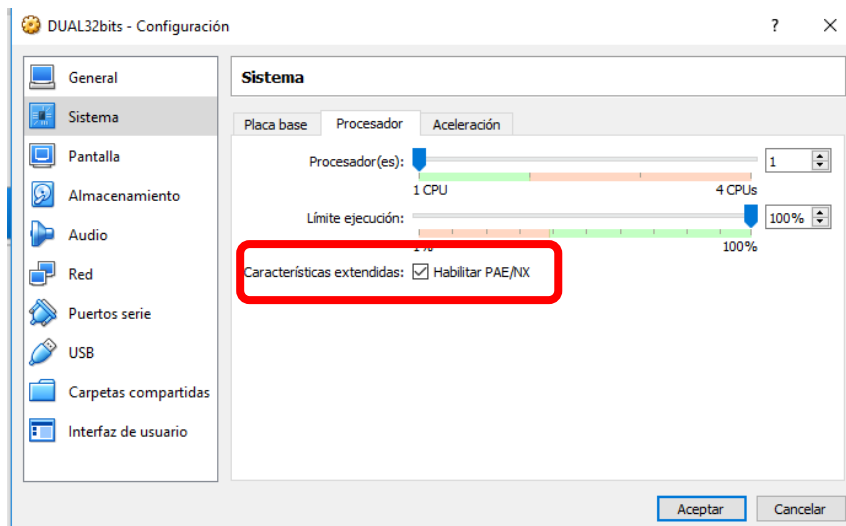 DUAL32bits - Configuración
?
General
Sistema
Pantalla
Almacenamiento
Audio
Red
Puertos serie
USB
Carpetas compartidas
Interfaz de usuario
Sistema
Placa base Procesador Aceleración
Procesador(es): 1
1 CPU 4 CPUs
Límite ejecución: 100%
1% 100%
Características extendidas: Habilitar PAE/NX
Aceptar Cancelar